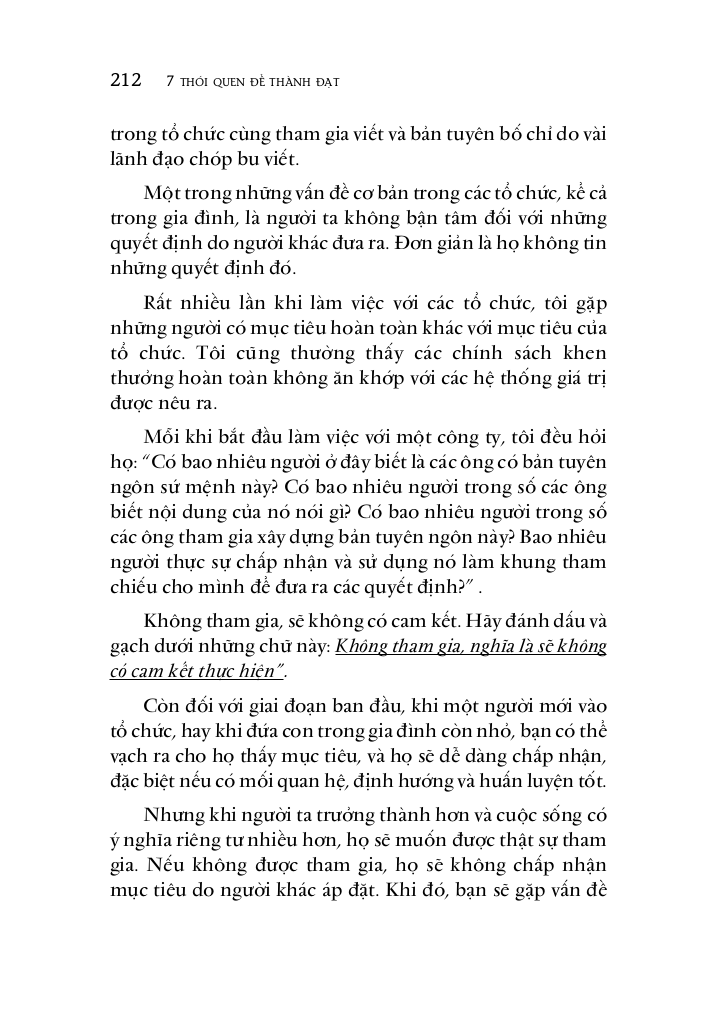 212 7 THÓI QUEN ĐỂ THÀNH ĐẠT
trong tổ chức cùng tham gia viết và bản tuyên bố chỉ do vài
lãnh đạo chóp bu viết.
Một trong những vấn đề cơ bản trong các tổ chức, kể cả
trong gia đình, là người ta không bận tâm đối với những
quyết định do người khác đưa ra. Đơn giản là họ không tin
những quyết định đó.
Rất nhiều lần khi làm việc với các tổ chức, tôi gặp
những người có mục tiêu hoàn toàn khác với mục tiêu của
tổ chức. Tôi cũng thường thấy các chính sách khen
thưởng hoàn toàn không ăn khớp với các hệ thống giá trị
được nêu ra.
Mỗi khi bắt đầu làm việc với một công ty, tôi đều hỏi
họ: “Có bao nhiêu người ở đây biết là các ông có bản tuyên
ngôn sứ mệnh này? Có bao nhiêu người trong số các ông
biết nội dung của nó nói gì? Có bao nhiêu người trong số
các ông tham gia xây dựng bản tuyên ngôn này? Bao nhiêu
người thực sự chấp nhận và sử dụng nó làm khung tham
chiếu cho mình để đưa ra các quyết định?” .
Không tham gia, sẽ không có cam kết. Hãy đánh dấu và
gạch dưới những chữ này: Không tham gia, nghĩa là sẽ không
có cam kết thực hiện”.
Còn đối với giai đoạn ban đầu, khi một người mới vào
tổ chức, hay khi đứa con trong gia đình còn nhỏ, bạn có thể
vạch ra cho họ thấy mục tiêu, và họ sẽ dễ dàng chấp nhận,
đặc biệt nếu có mối quan hệ, định hướng và huấn luyện tốt.
Nhưng khi người ta trưởng thành hơn và cuộc sống có
ý nghĩa riêng tư nhiều hơn, họ sẽ muốn được thật sự tham
gia. Nếu không được tham gia, họ sẽ không chấp nhận
mục tiêu do người khác áp đặt. Khi đó, bạn sẽ gặp vấn đề